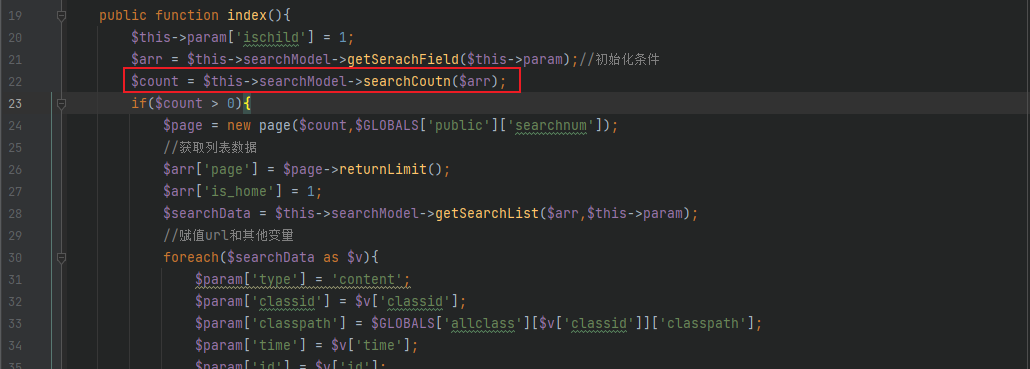 19 public function index(){
20 $this->param['ischild'] = 1;
21 $arr = $this->searchModel->getSerachField($this->param);//初始化条件
22 $count = $this->searchModel->searchCoutn($arr);
23 if($count > 0){
24 $page = new page($count,$GLOBALS['public']['searchnum']);
25 //获取列表数据
26 $arr['page'] = $page->returnLimit();
27 $arr['is_home'] = 1;
28 $searchData = $this->searchModel->getSearchList($arr,$this->param);
29 //赋值url和其他变量
30 foreach($searchData as $v){
31 $param['type'] = 'content';
32 $param['classid'] = $v['classid'];
33 $param['classpath'] = $GLOBALS['allclass'][$v['classid']]['classpath'];
34 $param['time'] = $v['time'];
35 $param['id'] = $v['id'];